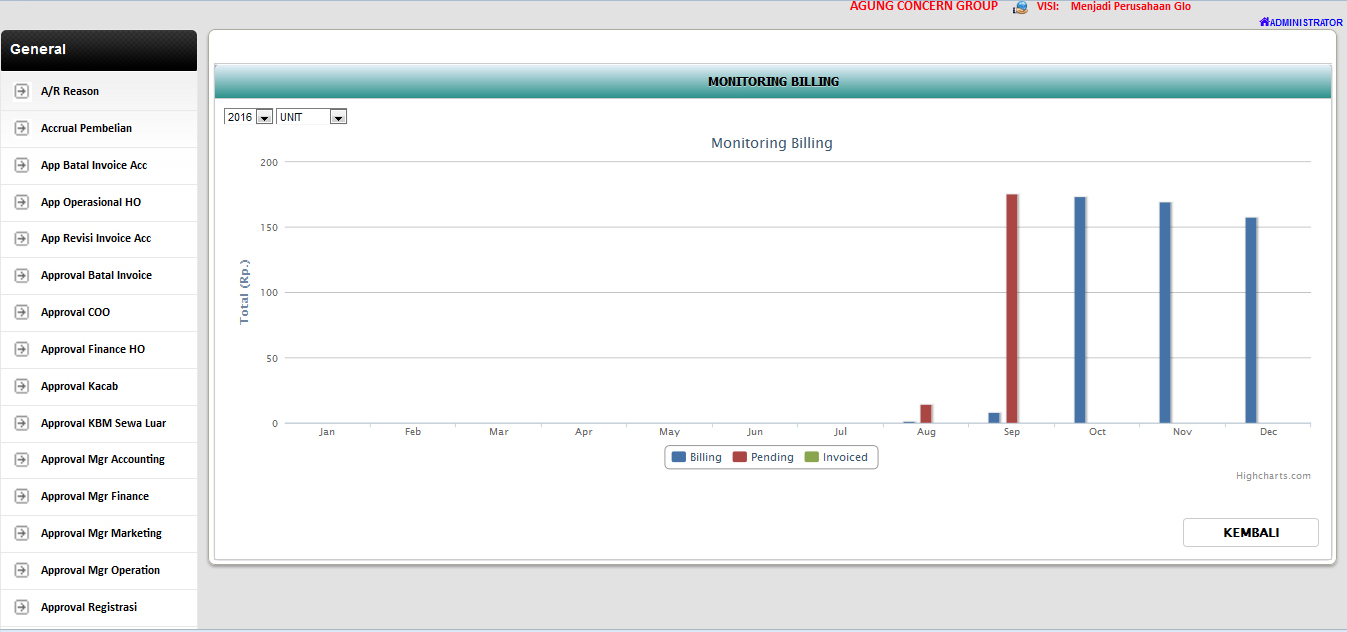 AGUNG CONCERN GROUP VISI: Menjadi Perusahaan Glo
ADMINISTRATOR
General
A/R Reason
Accrual Pembelian
App Batal Invoice Acc
App Operasional HO
App Revisi Invoice Acc
Approval Batal Invoice
Approval COO
Approval Finance HO
Approval Kacab
Approval KBM Sewa Luar
Approval Mgr Accounting
Approval Mgr Finance
Approval Mgr Marketing
Approval Mgr Operation
Approval Registrasi
MONITORING BILLING
2016 UNIT
Monitoring Billing
Total (Rp.)
200
150
100
50
0
Jan Feb Mar Apr May Jun Jul Aug Sep Oct Nov Dec
Billing Pending Invoiced
Highcharts.com
KEMBALI